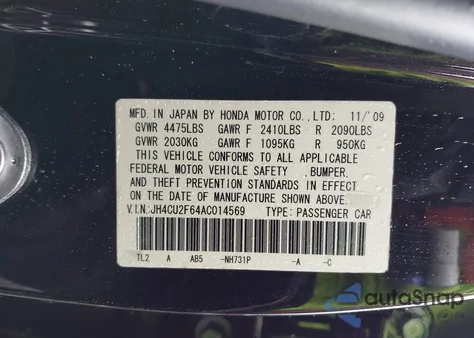 MFD. IN JAPAN BY HONDA MOTOR CO., LTD: 11/'09
GVWR 4475LBS GAWR F 2410LBS R 2090LBS
GVWR 2030KG GAWR F 1095KG R 950KG
THIS VEHICLE CONFORMS TO ALL APPLICABLE
FEDERAL MOTOR VEHICLE SAFETY ,BUMPER,
AND THEFT PREVENTION STANDARDS IN EFFECT
ON THE DATE OF MANUFACTURE SHOWN ABOVE.
V.I.N: JH4CU2F64AC014569 TYPE: PASSENGER CAR
TL2 A AB5 -NH731P -A -C
autoSnap